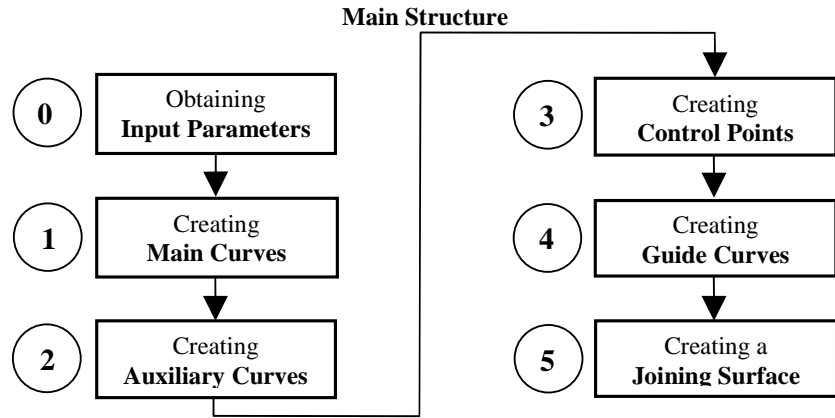 Main Structure
0
Obtaining
Input Parameters
1
Creating
Main Curves
2
Creating
Auxiliary Curves
3
Creating
Control Points
4
Creating
Guide Curves
5
Creating a
Joining Surface